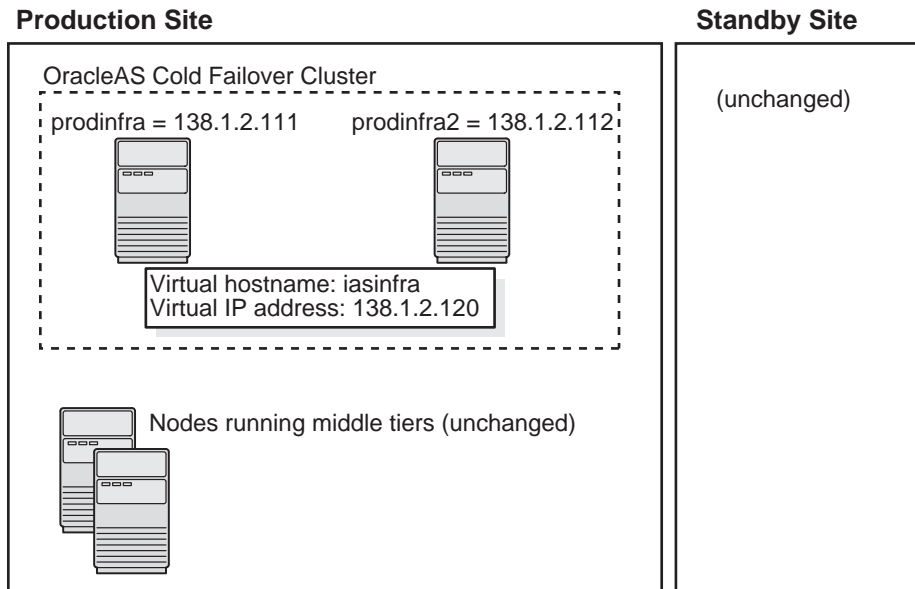 Production Site
Standby Site
OracleAS Cold Failover Cluster
(unchanged)
prodinfra = 138.1.2.111
prodinfra2 = 138.1.2.112
Virtual hostname: iasinfra
Virtual IP address: 138.1.2.120
Nodes running middle tiers (unchanged)